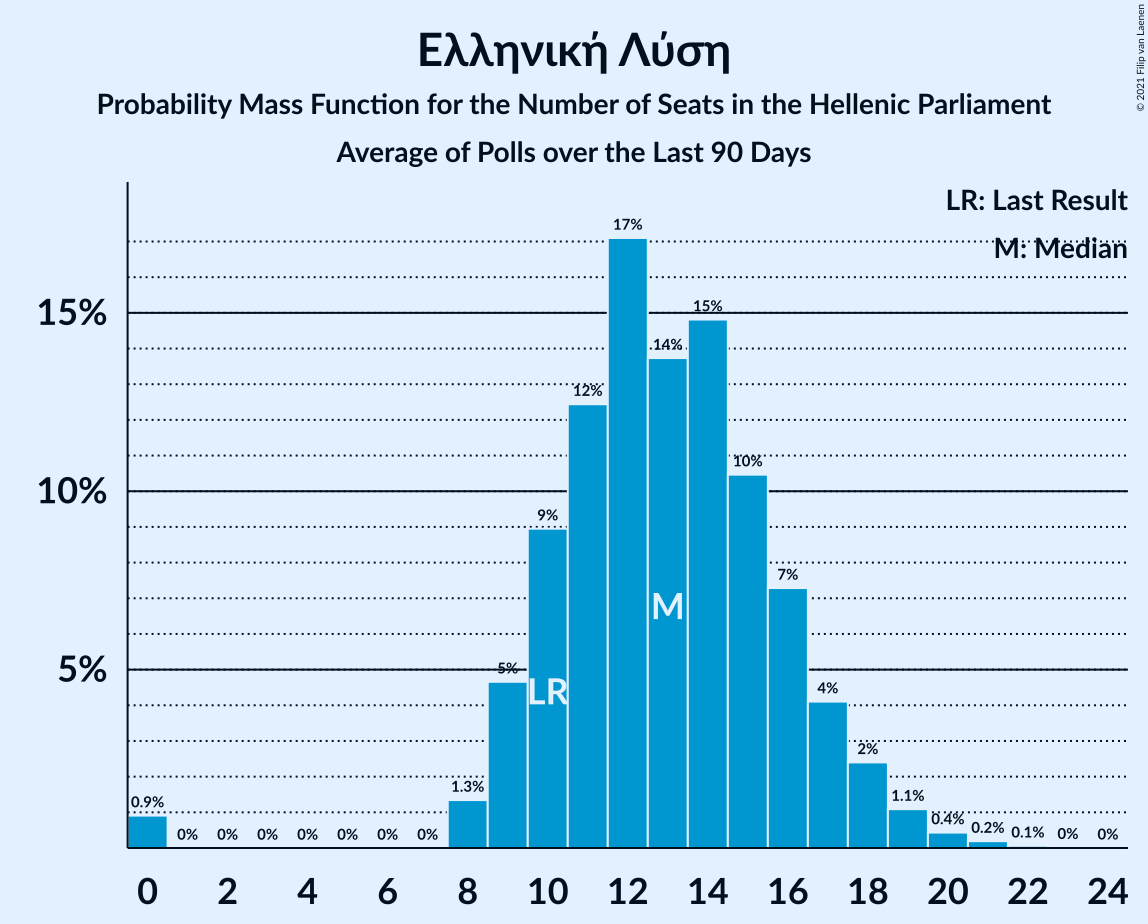 Ελληνική Λύση
Probability Mass Function for the Number of Seats in the Hellenic Parliament
Average of Polls over the Last 90 Days
© 2021 Filip van Laenen
LR: Last Result
M: Median
17%
15%
15%
14%
12%
10%
10%
9%
7%
M
5%
5%
LR
4%
2%
1.3%
1.1%
0.9%
0.4%
0.2%
0.1%
0% 0% 0% 0% 0% 0% 0% 0% 0%
0 2 4 6 8 10 12 14 16 18 20 22 24